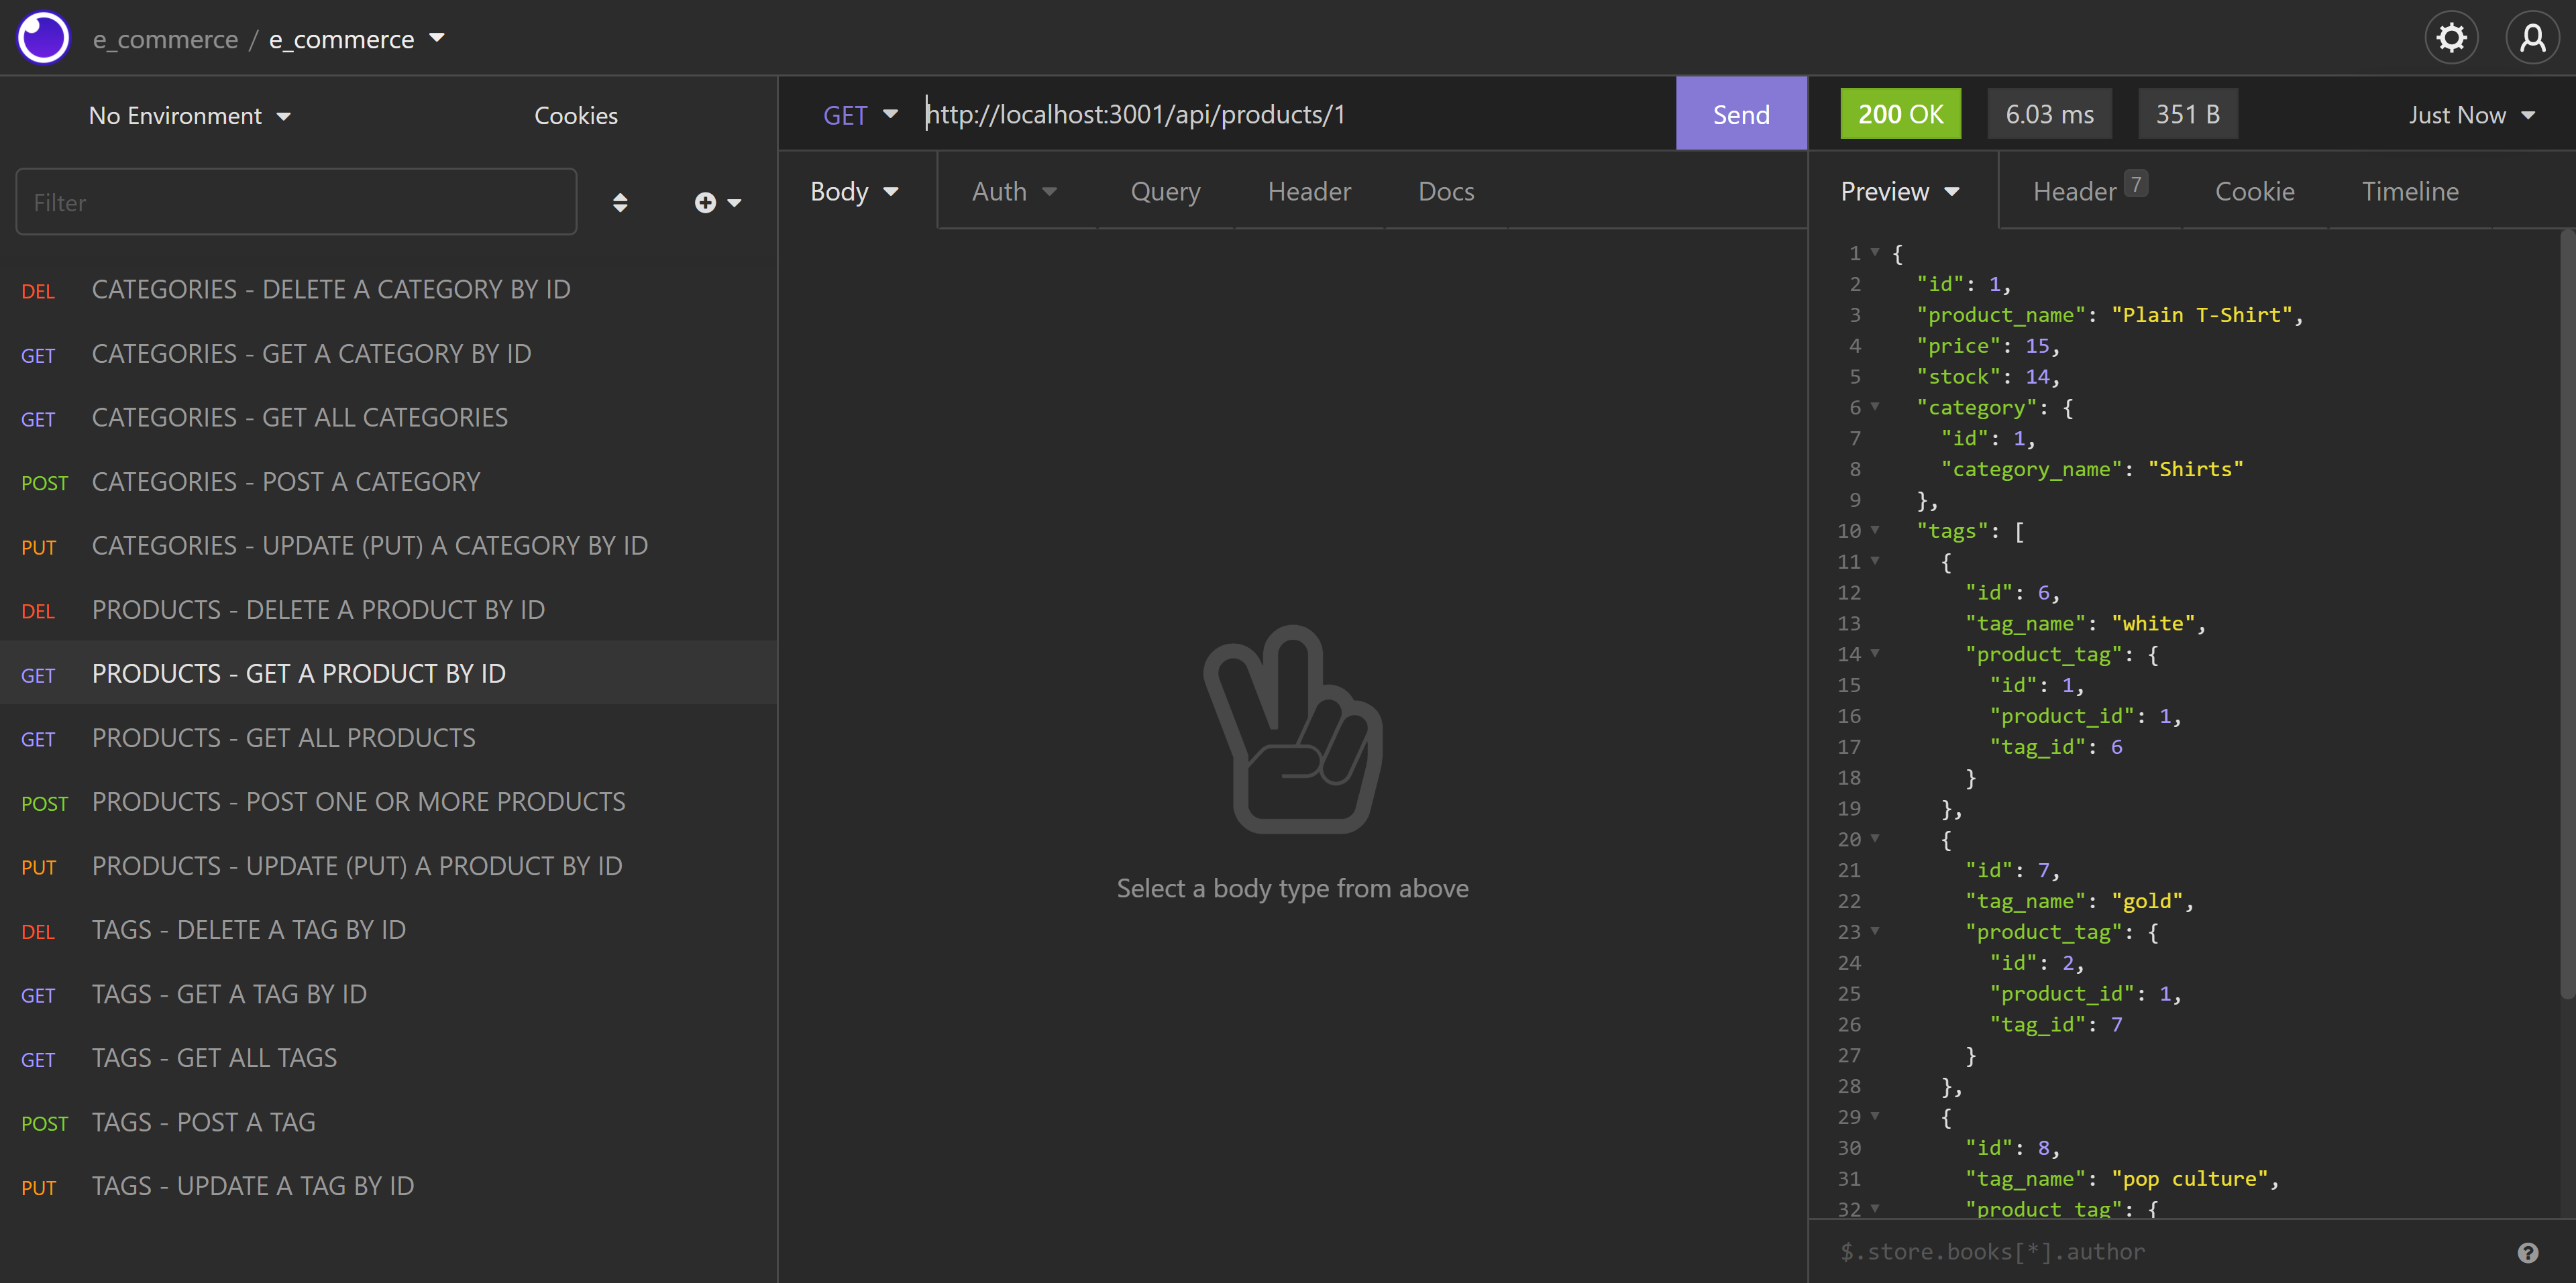 e_commerce / e_commerce
No Environment
Cookies
Filter
DEL CATEGORIES - DELETE A CATEGORY BY ID
GET CATEGORIES - GET A CATEGORY BY ID
GET CATEGORIES - GET ALL CATEGORIES
POST CATEGORIES - POST A CATEGORY
PUT CATEGORIES - UPDATE (PUT) A CATEGORY BY ID
DEL PRODUCTS - DELETE A PRODUCT BY ID
GET PRODUCTS - GET A PRODUCT BY ID
GET PRODUCTS - GET ALL PRODUCTS
POST PRODUCTS - POST ONE OR MORE PRODUCTS
PUT PRODUCTS - UPDATE (PUT) A PRODUCT BY ID
DEL TAGS - DELETE A TAG BY ID
GET TAGS - GET A TAG BY ID
GET TAGS - GET ALL TAGS
POST TAGS - POST A TAG
PUT TAGS - UPDATE A TAG BY ID
GET http://localhost:3001/api/products/1 Send
Body Auth Query Header Docs
Select a body type from above
200 OK 6.03 ms 351 B Just Now
Preview Header 7 Cookie Timeline
1 {
2 "id": 1,
3 "product_name": "Plain T-Shirt",
4 "price": 15,
5 "stock": 14,
6 "category": {
7 "id": 1,
8 "category_name": "Shirts"
9 },
10 "tags": [
11 {
12 "id": 6,
13 "tag_name": "white",
14 "product_tag": {
15 "id": 1,
16 "product_id": 1,
17 "tag_id": 6
18 }
19 },
20 {
21 "id": 7,
22 "tag_name": "gold",
23 "product_tag": {
24 "id": 2,
25 "product_id": 1,
26 "tag_id": 7
27 }
28 },
29 {
30 "id": 8,
31 "tag_name": "pop culture",
32 "product_tag": {
$.store.books[*].author